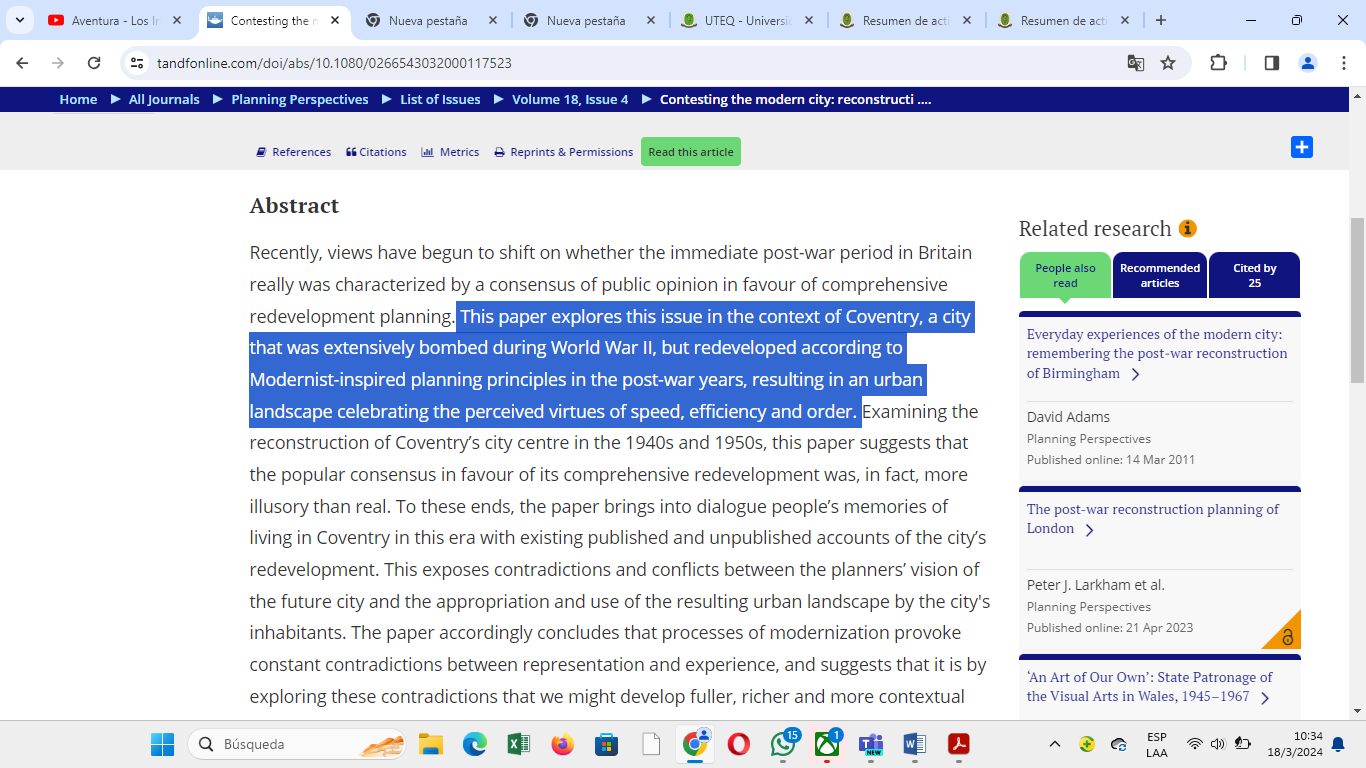 Aventura - Los In
Contesting the m
Nueva pestaña
Nueva pestaña
UTEQ - Universi
Resumen de acti
Resumen de acti
tandfonline.com/doi/abs/10.1080/0266543032000117523
Home ▶ All Journals ▶ Planning Perspectives ▶ List of Issues ▶ Volume 18, Issue 4 ▶ Contesting the modern city: reconstructi ....
References Citations Metrics Reprints & Permissions Read this article
Abstract
Recently, views have begun to shift on whether the immediate post-war period in Britain
really was characterized by a consensus of public opinion in favour of comprehensive
redevelopment planning. This paper explores this issue in the context of Coventry, a city
that was extensively bombed during World War II, but redeveloped according to
Modernist-inspired planning principles in the post-war years, resulting in an urban
landscape celebrating the perceived virtues of speed, efficiency and order. Examining the
reconstruction of Coventry’s city centre in the 1940s and 1950s, this paper suggests that
the popular consensus in favour of its comprehensive redevelopment was, in fact, more
illusory than real. To these ends, the paper brings into dialogue people’s memories of
living in Coventry in this era with existing published and unpublished accounts of the city’s
redevelopment. This exposes contradictions and conflicts between the planners’ vision of
the future city and the appropriation and use of the resulting urban landscape by the city's
inhabitants. The paper accordingly concludes that processes of modernization provoke
constant contradictions between representation and experience, and suggests that it is by
exploring these contradictions that we might develop fuller, richer and more contextual
Related research
People also
read
Recommended
articles
Cited by
25
Everyday experiences of the modern city:
remembering the post-war reconstruction
of Birmingham
David Adams
Planning Perspectives
Published online: 14 Mar 2011
The post-war reconstruction planning of
London
Peter J. Larkham et al.
Planning Perspectives
Published online: 21 Apr 2023
‘An Art of Our Own’: State Patronage of
the Visual Arts in Wales, 1945–1967
Búsqueda
15
1
NEW
ESP
LAA
10:34
18/3/2024